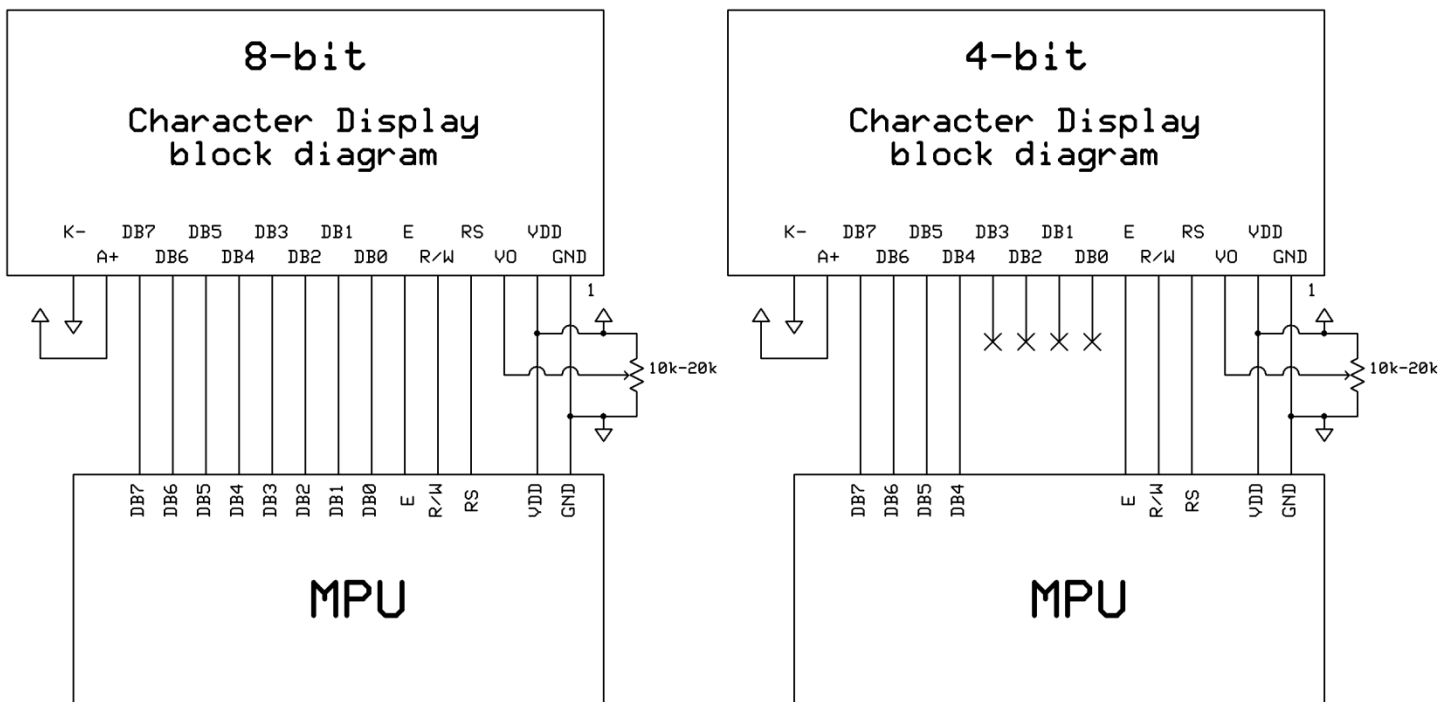 8-bit
Character Display
block diagram
K- DB7 DB5 DB3 DB1 E RS VDD
A+ DB6 DB4 DB2 DB0 R/W VO GND
1
10k-20k
DB7 DB6 DB5 DB4 DB3 DB2 DB1 DB0 E R/W RS VDD GND
MPU
4-bit
Character Display
block diagram
K- DB7 DB5 DB3 DB1 E RS VDD
A+ DB6 DB4 DB2 DB0 R/W VO GND
1
10k-20k
DB7 DB6 DB5 DB4 E R/W RS VDD GND
MPU